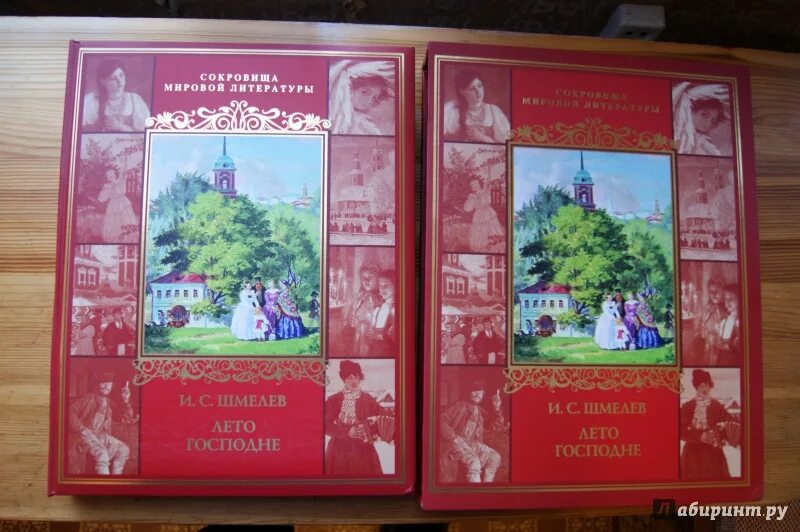 СОКРОВИЩА
МИРОВОЙ ЛИТЕРАТУРЫ
И. С. ШМЕЛЕВ
ЛЕТО
ГОСПОДНЕ
СОКРОВИЩА
МИРОВОЙ ЛИТЕРАТУРЫ
И. С. ШМЕЛЕВ
ЛЕТО
ГОСПОДНЕ
Лабиринт.ру